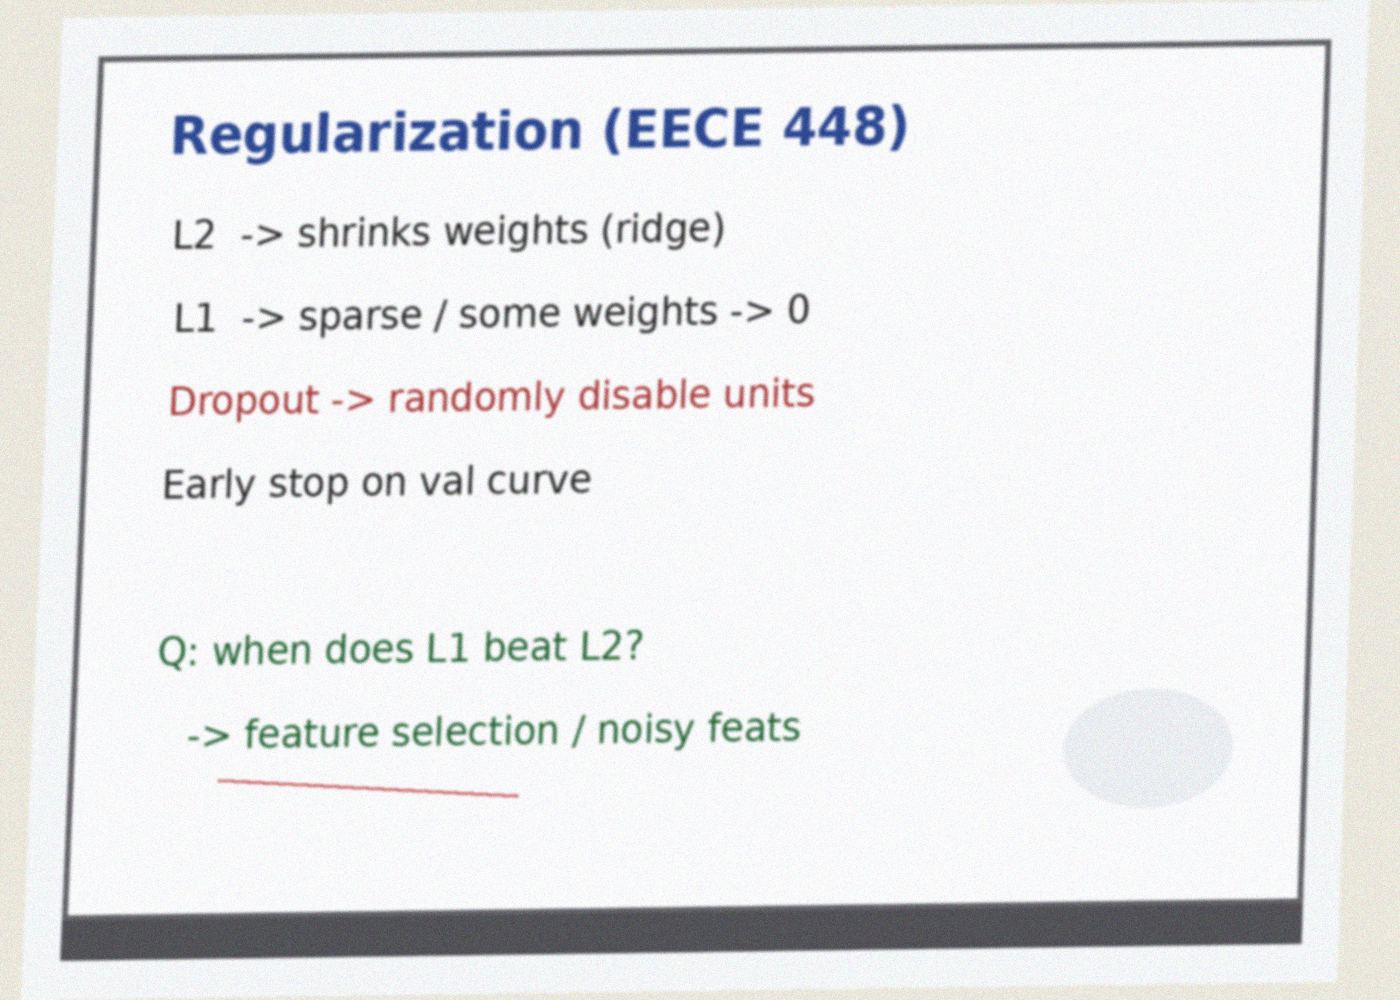 Regularization (EECE 448)
L2 -> shrinks weights (ridge)
L1 -> sparse / some weights -> 0
Dropout -> randomly disable units
Early stop on val curve
Q: when does L1 beat L2?
-> feature selection / noisy feats